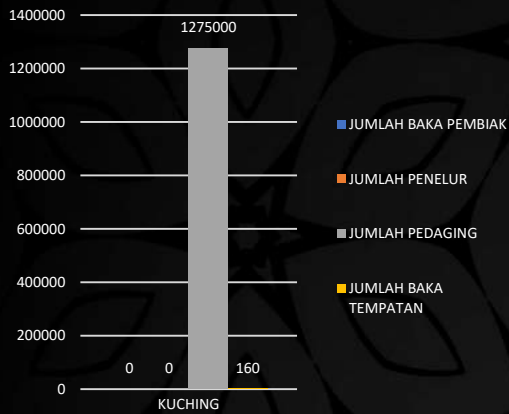 1400000
1275000
1200000
1000000
800000
600000
400000
200000
0
0 0 160
KUCHING
JUMLAH BAKA PEMBIAK
JUMLAH PENELUR
JUMLAH PEDAGING
JUMLAH BAKA
TEMPATAN